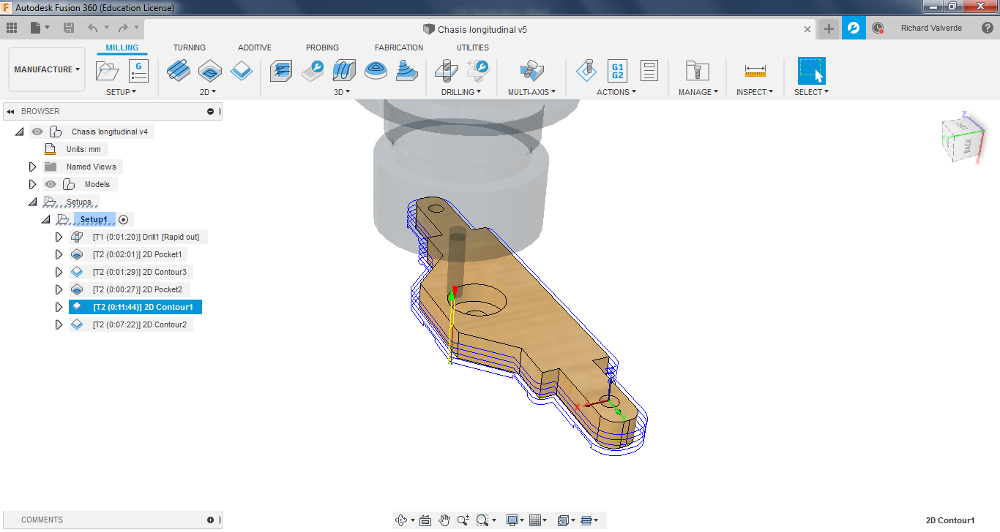 Autodesk Fusion 360 (Education License)
Chasis longitudinal v5
Richard Valverde
MILLING TURNING ADDITIVE PROBING FABRICATION UTILITIES
MANUFACTURE
G
G1
G2
SETUP 2D 3D DRILLING MULTI-AXIS ACTIONS MANAGE INSPECT SELECT
BROWSER
Chasis longitudinal v4
Units: mm
Named Views
Models
Setups
Setup1
[T1 (0:01:20)] Drill1 [Rapid out]
[T2 (0:02:01)] 2D Pocket1
[T2 (0:01:29)] 2D Contour3
[T2 (0:00:27)] 2D Pocket2
[T2 (0:11:44)] 2D Contour1
[T2 (0:07:22)] 2D Contour2
Z
BACK
X
X
Y
COMMENTS
2D Contour1